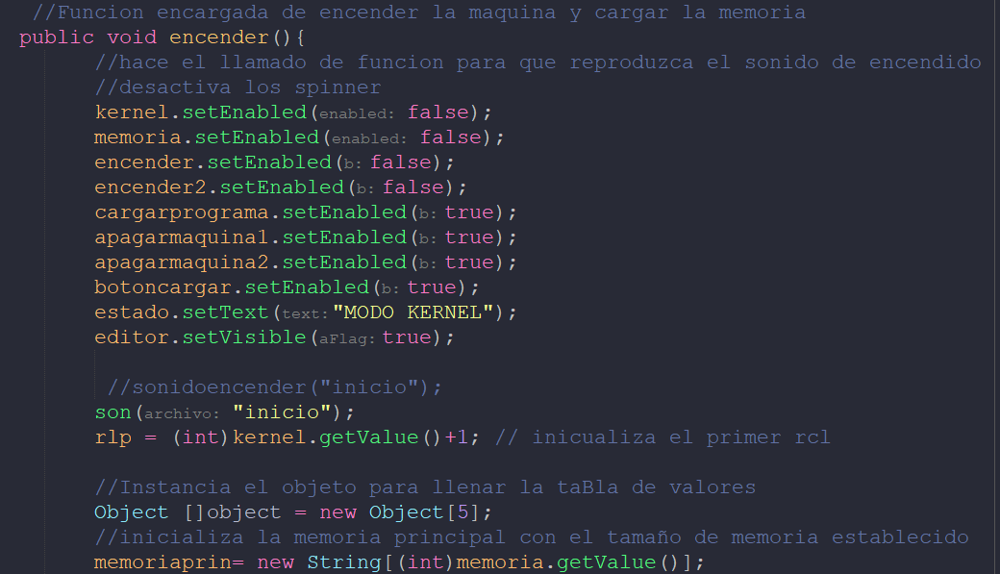 //Funcion encargada de encender la maquina y cargar la memoria
public void encender(){
//hace el llamado de funcion para que reproduzca el sonido de encendido
//desactiva los spinner
kernel.setEnabled(enabled: false);
memoria.setEnabled(enabled: false);
encender.setEnabled(b: false);
encender2.setEnabled(b: false);
cargarprograma.setEnabled(b: true);
apagarmaquina1.setEnabled(b: true);
apagarmaquina2.setEnabled(b: true);
botoncargar.setEnabled(b: true);
estado.setText(text: "MODO KERNEL");
editor.setVisible(aFlag: true);
//sonidoencender("inicio");
son(archivo: "inicio");
rlp = (int)kernel.getValue()+1; // inicualiza el primer rcl
//Instancia el objeto para llenar la taBla de valores
Object []object = new Object[5];
//inicializa la memoria principal con el tamaño de memoria establecido
memoriaprin= new String[(int)memoria.getValue()];